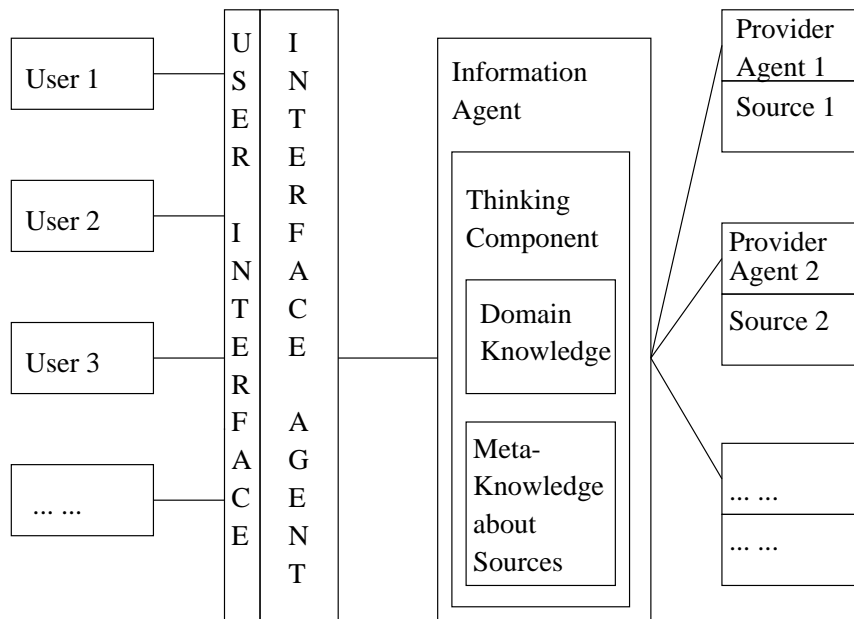 User 1
User 2
User 3
... ...
USER INTERFACE
INTERFACE AGENT
Information
Agent
Thinking
Component
Domain
Knowledge
Meta-
Knowledge
about
Sources
Provider
Agent 1
Source 1
Provider
Agent 2
Source 2
... ...
... ...